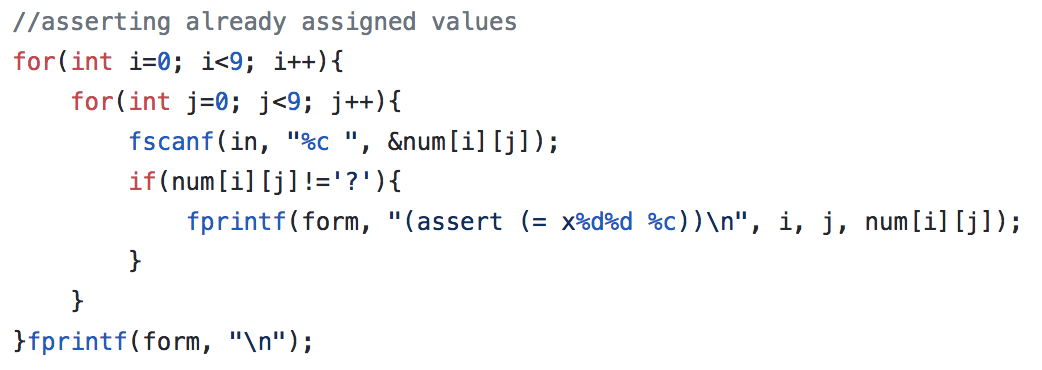 //asserting already assigned values
for(int i=0; i<9; i++){
    for(int j=0; j<9; j++){
        fscanf(in, "%c ", &num[i][j]);
        if(num[i][j]!='?'){
            fprintf(form, "(assert (= x%d%d %c))\n", i, j, num[i][j]);
        }
    }
}fprintf(form, "\n");